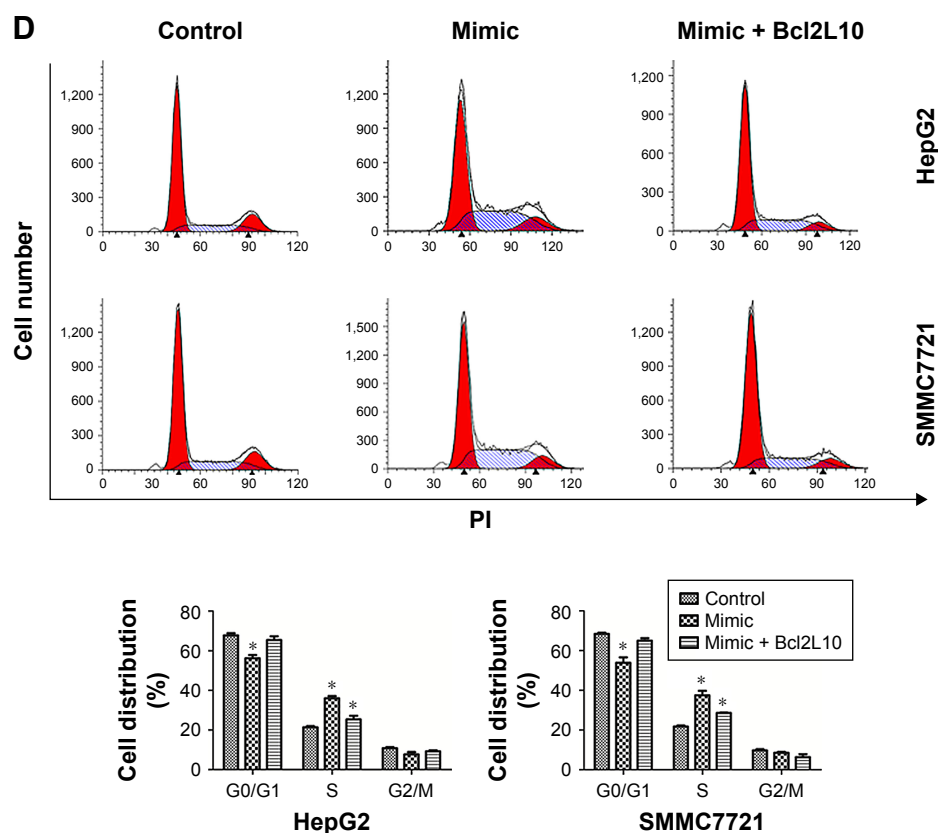 D
Control
Mimic
Mimic + Bcl2L10
1,200
900
600
300
0
0 30 60 90 120
1,200
900
600
300
0
0 30 60 90 120
1,200
900
600
300
0
0 30 60 90 120
HepG2
Cell number
1,200
900
600
300
0
0 30 60 90 120
1,500
1,200
900
600
300
0
0 30 60 90 120
1,200
900
600
300
0
0 30 60 90 120
SMMC7721
PI
Cell distribution
(%)
80
60
40
20
0
*
*
*
G0/G1 S G2/M
HepG2
Cell distribution
(%)
80
60
40
20
0
*
*
*
G0/G1 S G2/M
SMMC7721
Control
Mimic
Mimic + Bcl2L10